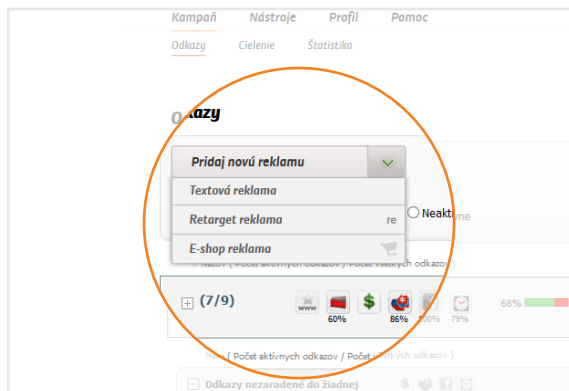 Kampaň Nástroje Profil Pomoc
Odkazy Cielenie Štatistika
Odkazy
Pridaj novú reklamu
Textová reklama
Retarget reklama re
Neaktívne
E-shop reklama
Názov ( Počet aktívnych odkazov / Počet všetkých odkazov )
(7/9) www $ 68%
60% 86% 100% 79%
Názov ( Počet aktívnych odkazov / Počet všetkých odkazov )
Odkazy nezaradené do žiadnej $